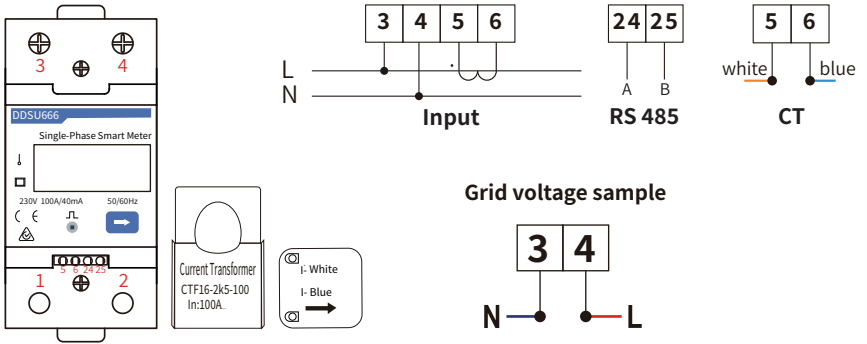 3 4
DDSU666
Single-Phase Smart Meter
230V 100A/40mA 50/60Hz
5 6 24 25
1 2
Current Transformer
CTF16-2k5-100
In:100A
I- White
I- Blue
3 4 5 6
L
N
Input
24 25
A B
RS 485
5 6
white blue
CT
Grid voltage sample
3 4
N L